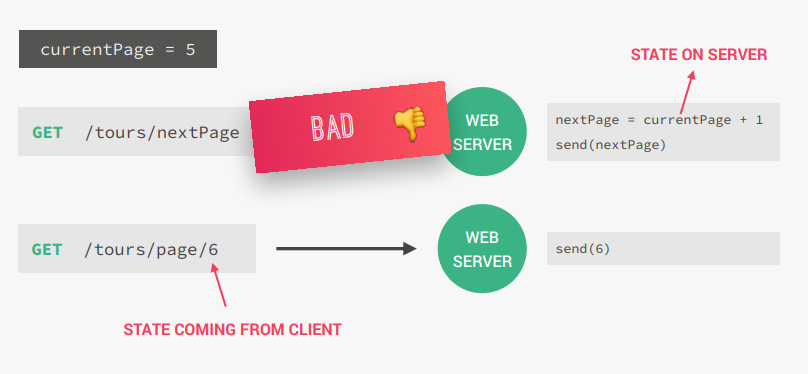 currentPage = 5
STATE ON SERVER
GET /tours/nextPage
BAD
WEB
SERVER
nextPage = currentPage + 1
send(nextPage)
GET /tours/page/6
WEB
SERVER
send(6)
STATE COMING FROM CLIENT